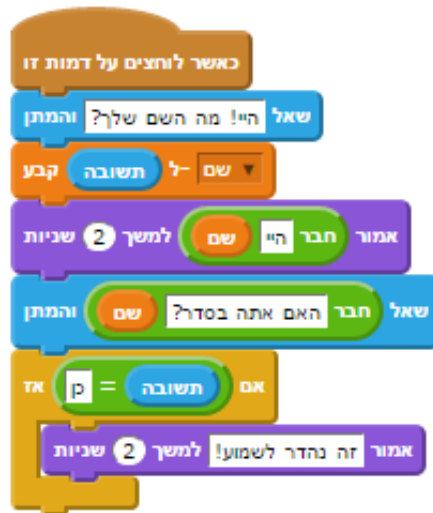 כאשר לוחצים על דמות זו
שאל היי! מה השם שלך? והמתן
קבע שם ל- תשובה
אמור חבר היי שם למשך 2 שניות
שאל חבר האם אתה בסדר? שם והמתן
אם תשובה = כן אז
אמור זה נהדר לשמוע! למשך 2 שניות